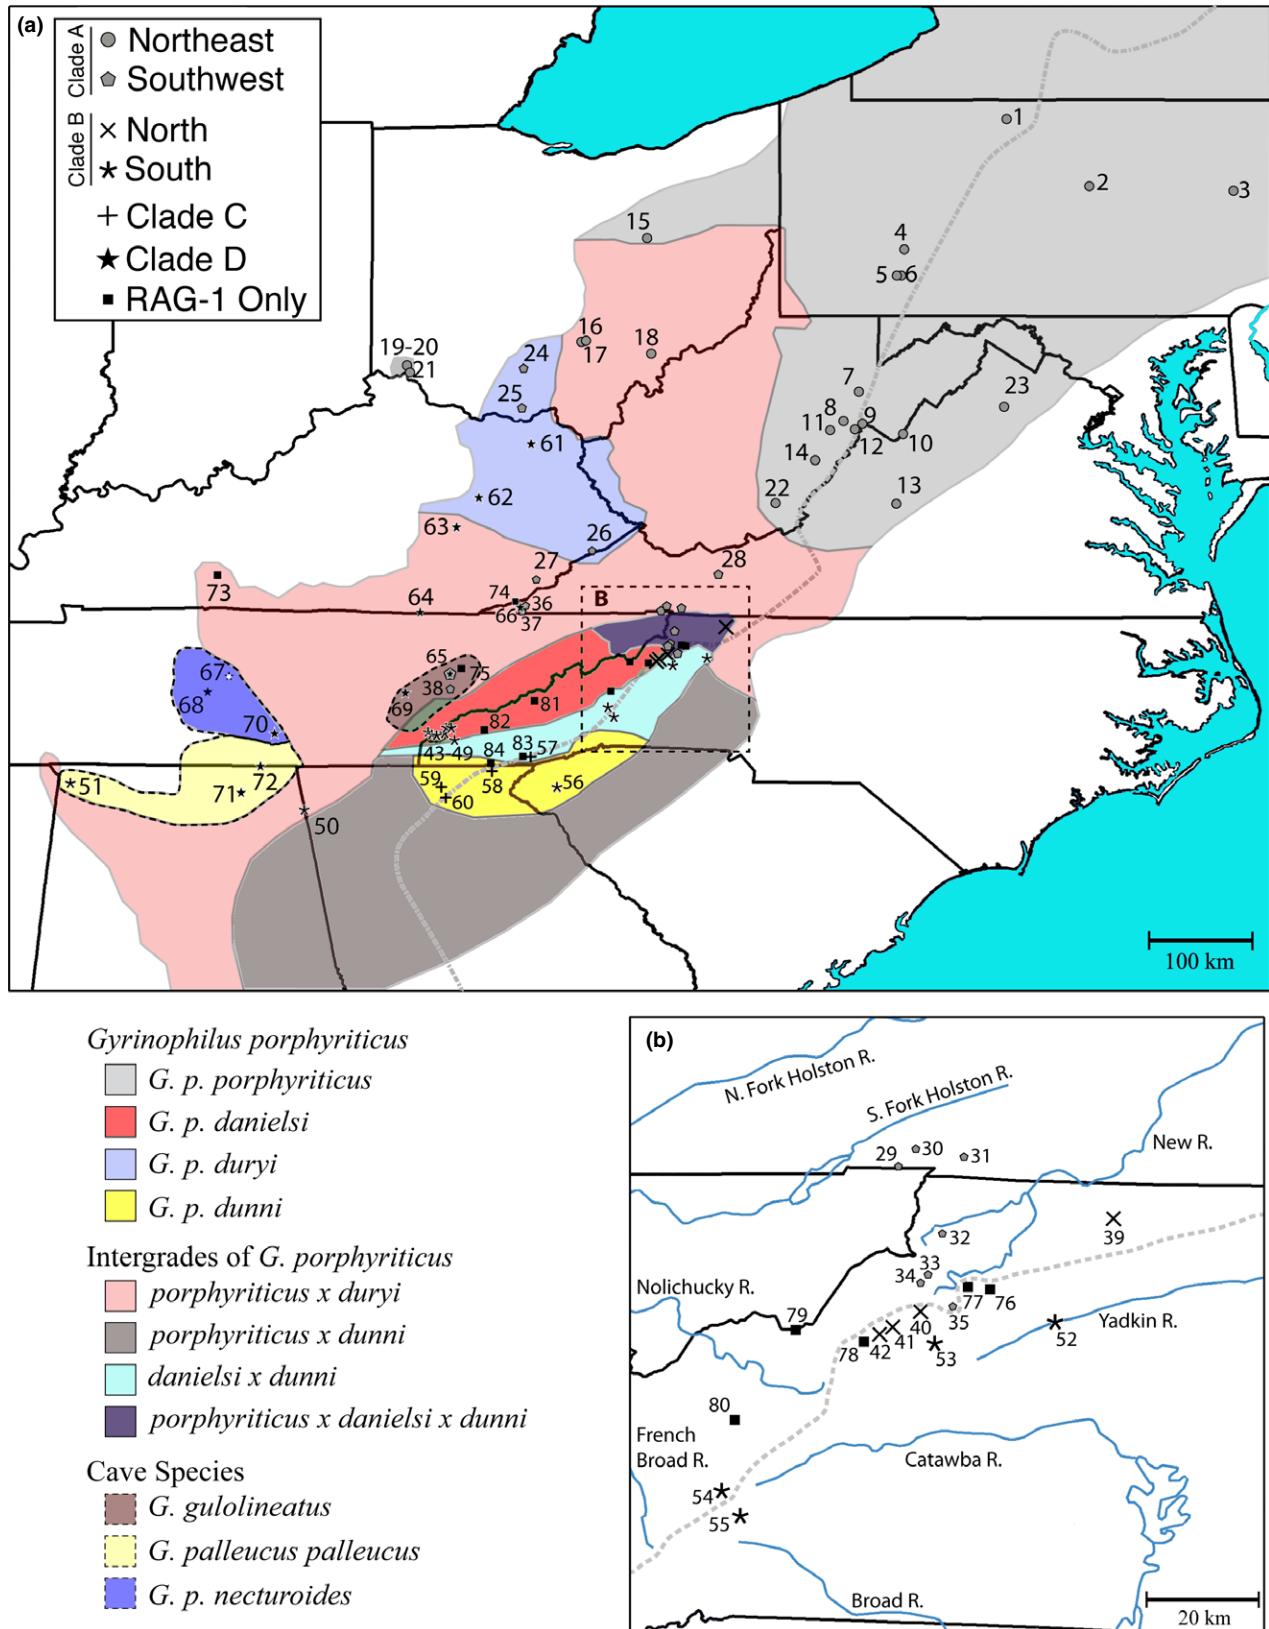 (a)
Clade A
Northeast
Southwest
Clade B
North
South
Clade C
Clade D
RAG-1 Only
1
2
3
4
5
6
15
16
17
18
19-20
21
24
25
7
8
9
11
12
10
23
14
22
13
61
62
63
26
27
28
73
64
74
36
66
37
B
65
75
38
69
67
68
70
81
82
43-49
84
83
57
58
59
60
56
72
71
51
50
100 km
Gyrinophilus porphyriticus
G. p. porphyriticus
G. p. danielsi
G. p. duryi
G. p. dunni
Intergrades of G. porphyriticus
porphyriticus x duryi
porphyriticus x dunni
danielsi x dunni
porphyriticus x danielsi x dunni
Cave Species
G. gulolineatus
G. palleucus palleucus
G. p. necturoides
(b)
N. Fork Holston R.
S. Fork Holston R.
New R.
29
30
31
32
39
33
34
Nolichucky R.
77
76
35
79
40
41
42
78
53
52
Yadkin R.
80
French
Broad R.
Catawba R.
54
55
Broad R.
20 km